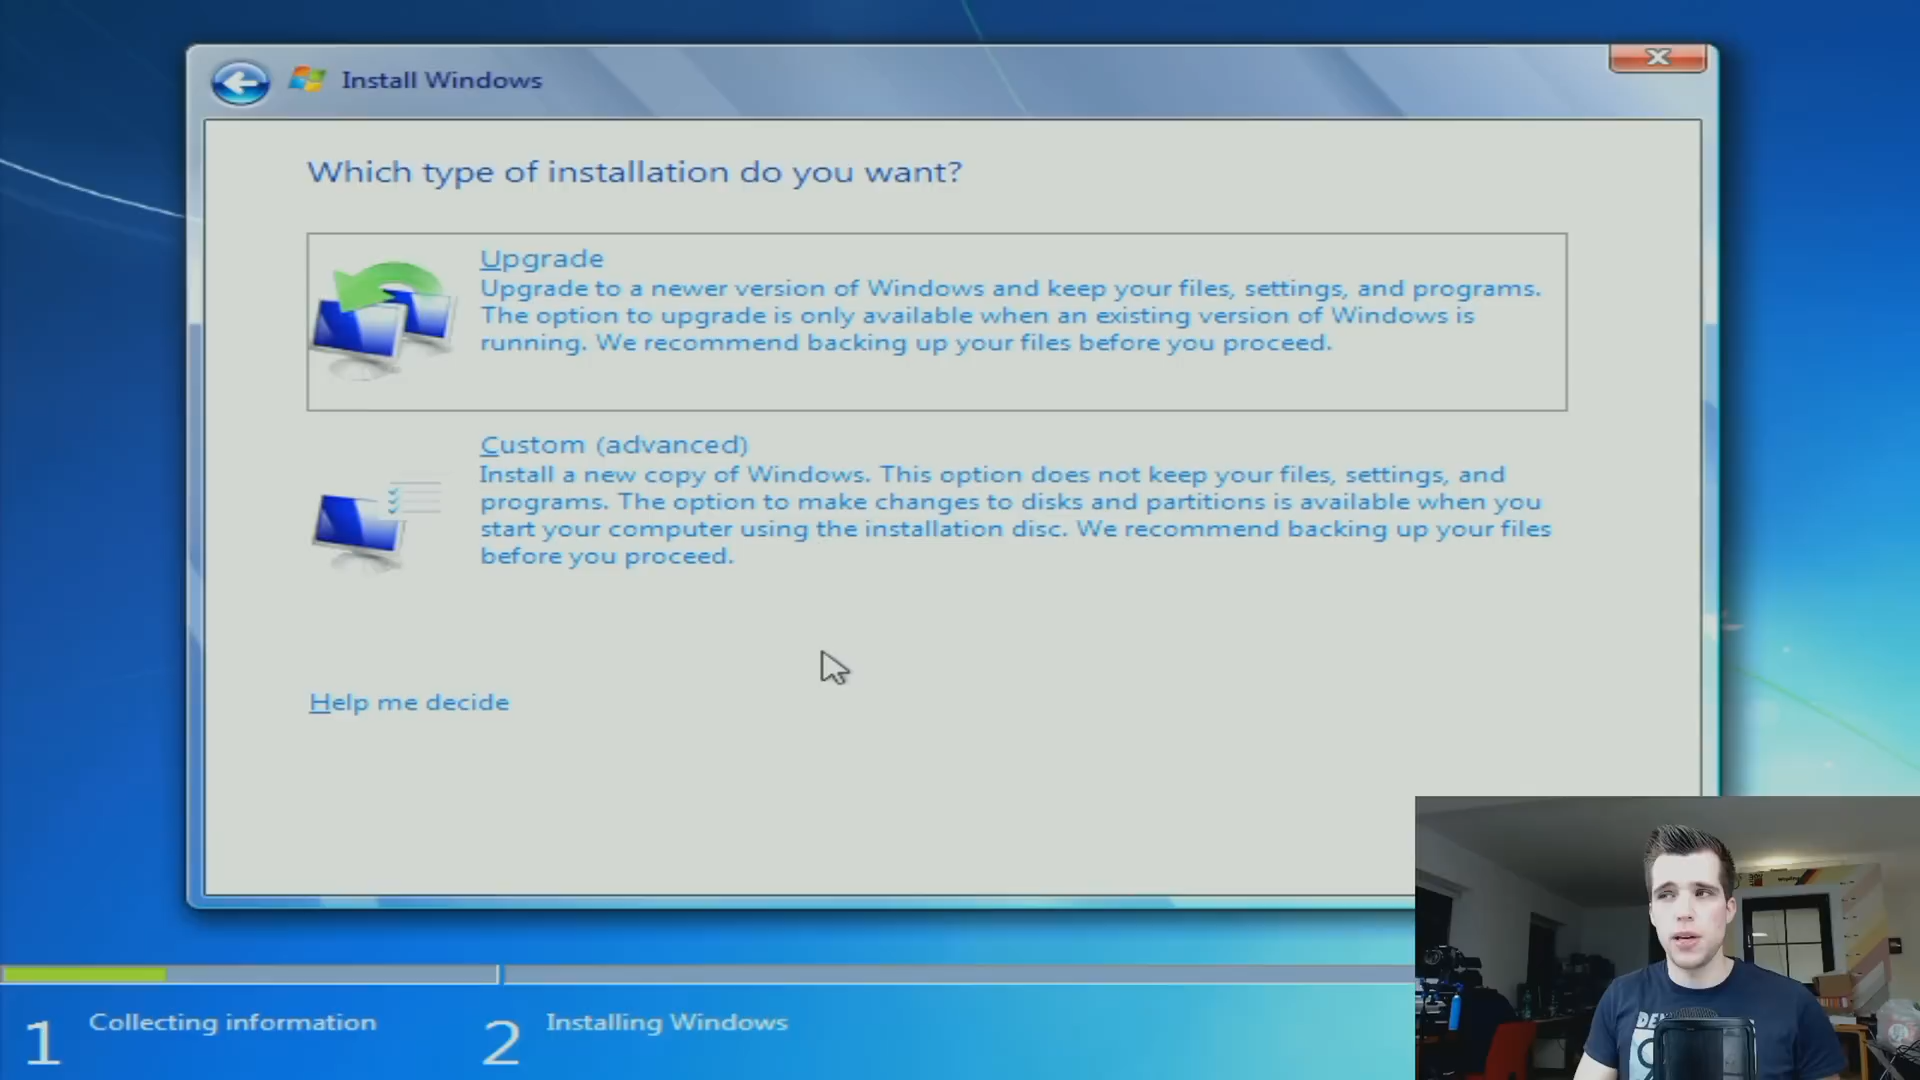 Install Windows
Which type of installation do you want?
Upgrade
Upgrade to a newer version of Windows and keep your files, settings, and programs.
The option to upgrade is only available when an existing version of Windows is
running. We recommend backing up your files before you proceed.
Custom (advanced)
Install a new copy of Windows. This option does not keep your files, settings, and
programs. The option to make changes to disks and partitions is available when you
start your computer using the installation disc. We recommend backing up your files
before you proceed.
Help me decide
1 Collecting information
2 Installing Windows